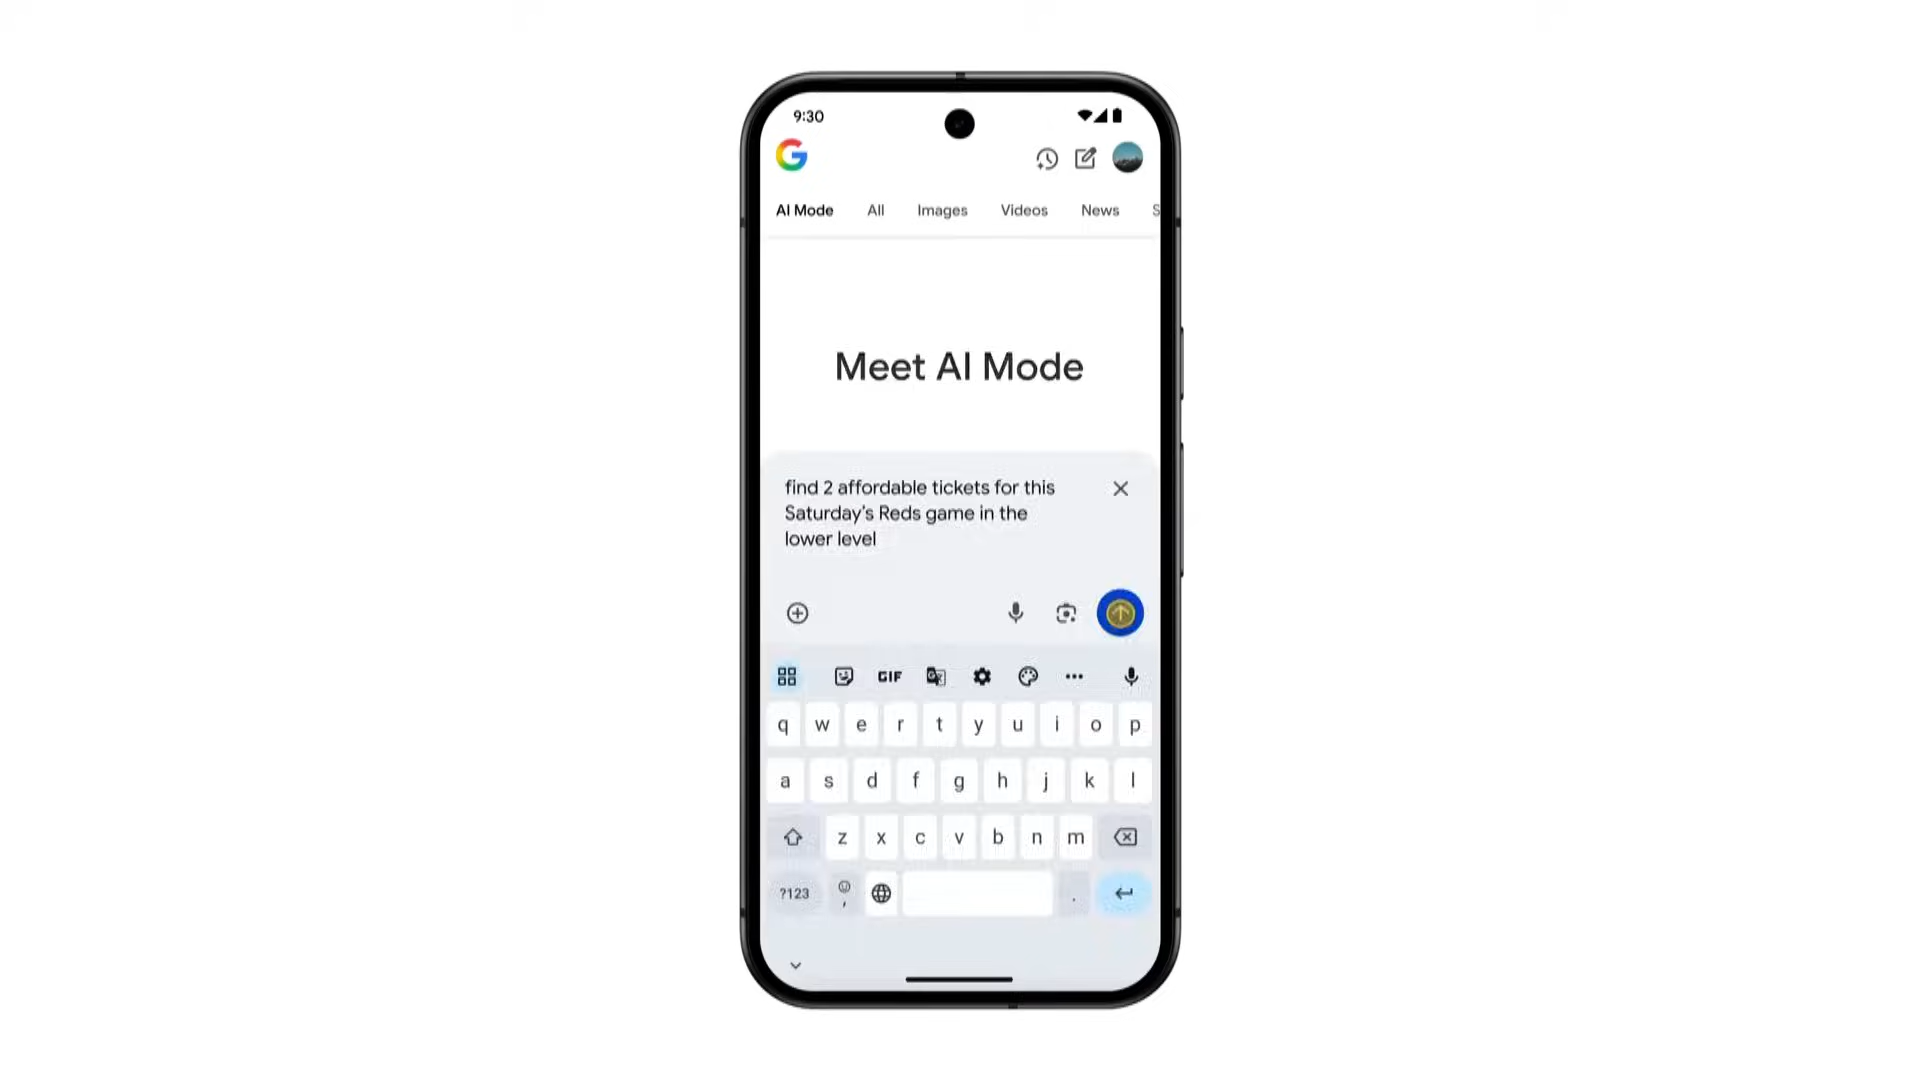 9:30
AI Mode All Images Videos News S
Meet AI Mode
find 2 affordable tickets for this
Saturday's Reds game in the
lower level
GIF
q w e r t y u i o p
a s d f g h j k l
z x c v b n m
?123 , .